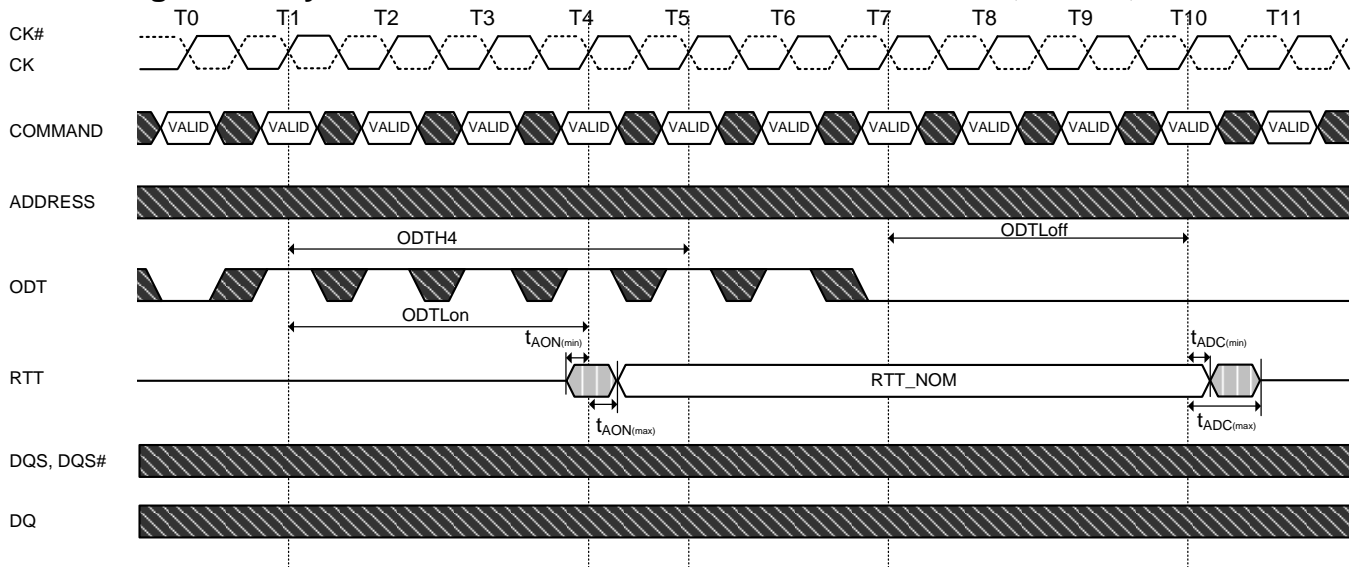 T0 T1 T2 T3 T4 T5 T6 T7 T8 T9 T10 T11
CK#
CK
COMMAND VALID VALID VALID VALID VALID VALID VALID VALID VALID VALID VALID VALID
ADDRESS
ODTH4 ODTLoff
ODT
ODTLon
tAON(min) tADC(min)
RTT RTT_NOM
tAON(max) tADC(max)
DQS, DQS#
DQ